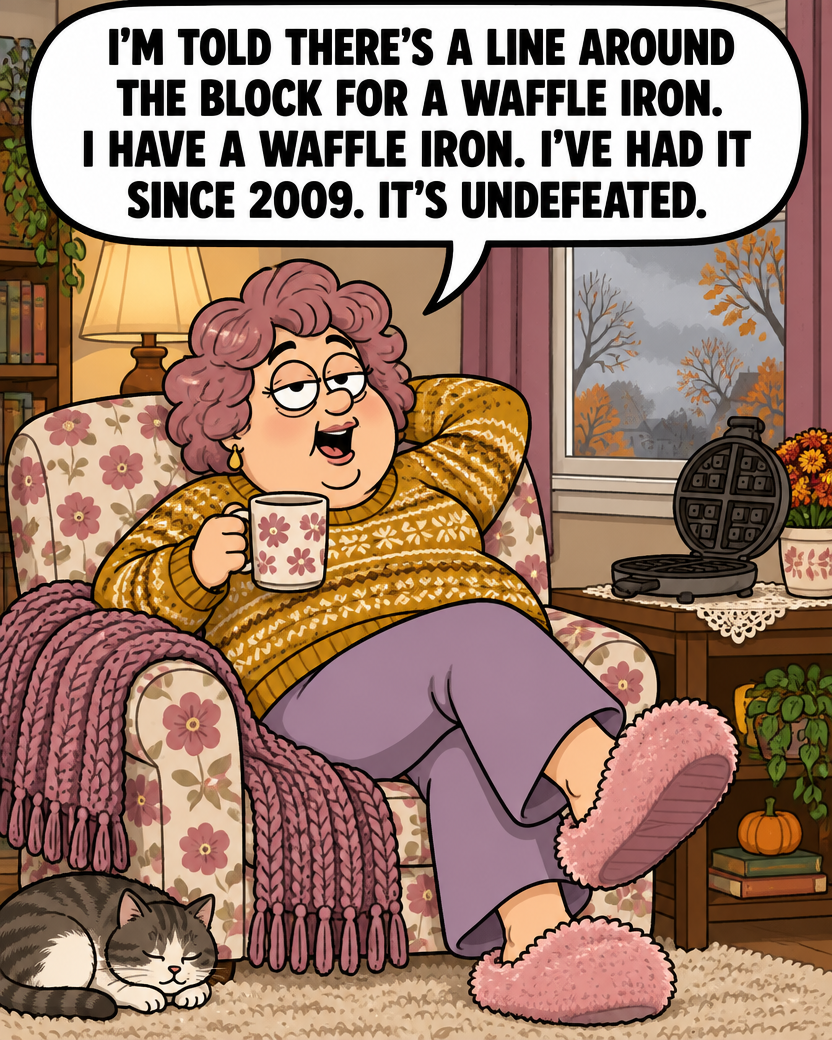 I'M TOLD THERE'S A LINE AROUND
THE BLOCK FOR A WAFFLE IRON.
I HAVE A WAFFLE IRON. I'VE HAD IT
SINCE 2009. IT'S UNDEFEATED.